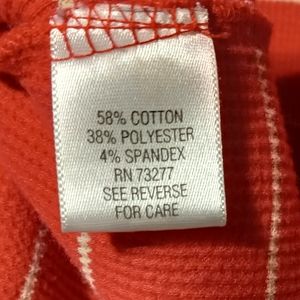 58% COTTON
38% POLYESTER
4% SPANDEX
RN 73277
SEE REVERSE
FOR CARE